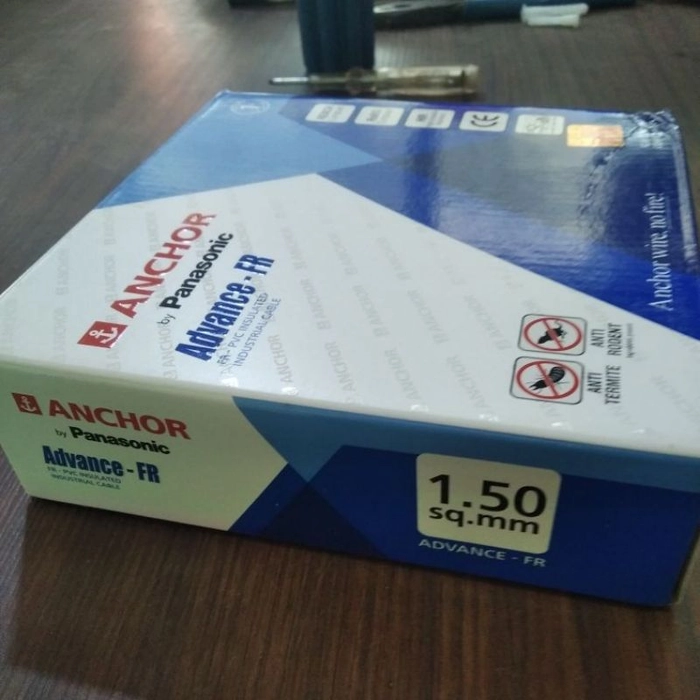 CE
Anchor wire, no fire!
ANCHOR
by Panasonic
Advance - FR
FR - PVC INSULATED
INDUSTRIAL CABLE
ANTI
RODENT
ANTI
TERMITE
ANCHOR
by Panasonic
Advance - FR
FR - PVC INSULATED
INDUSTRIAL CABLE
1.50
sq.mm
ADVANCE - FR